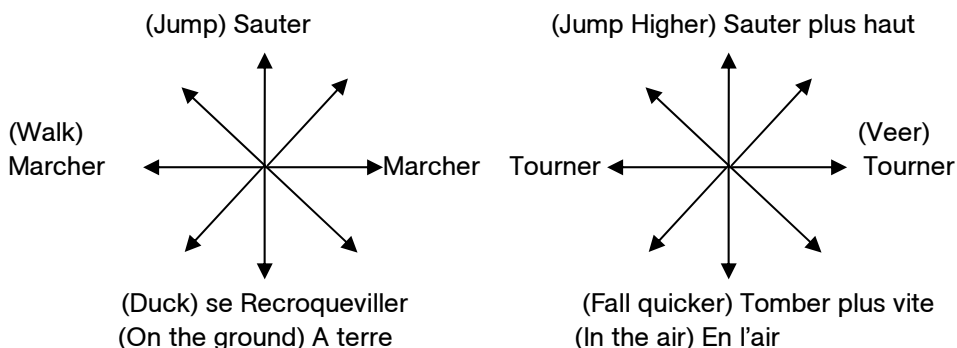 (Jump) Sauter
(Jump Higher) Sauter plus haut
(Walk)
Marcher
Marcher
Tourner
(Veer)
Tourner
(Duck) se Recroqueviller
(On the ground) A terre
(Fall quicker) Tomber plus vite
(In the air) En l'air